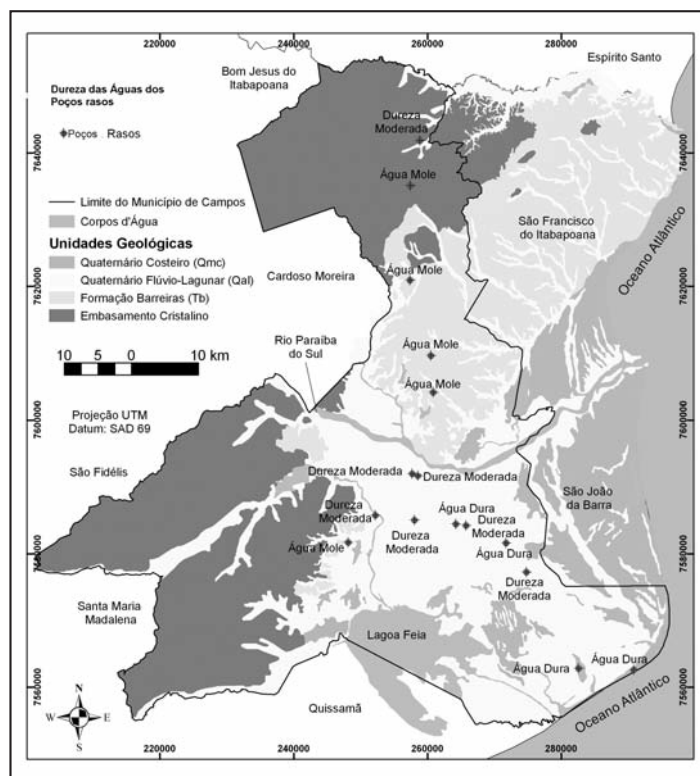 220000
240000
260000
280000
Espírito Santo
Bom Jesus do
Itabapoana
Dureza das Águas dos
Poços rasos
Poços . Rasos
Limite do Município de Campos
Corpos d'Água
Unidades Geológicas
Quaternário Costeiro (Qmc)
Quaternário Flúvio-Lagunar (Qal)
Formação Barreiras (Tb)
Embasamento Cristalino
10 5 0 10 km
Projeção UTM
Datum: SAD 69
7640000
7620000
7600000
7580000
7560000
7640000
7620000
7600000
7580000
7560000
Dureza
Moderada
Água Mole
São Francisco
do Itabapoana
Oceano Atlântico
Cardoso Moreira
Água Mole
Rio Paraíba
do Sul
Água Mole
Água Mole
São Fidélis
Dureza Moderada
Dureza Moderada
São João
da Barra
Dureza
Moderada
Água Dura
Dureza
Moderada
Dureza
Moderada
Água Mole
Água Dura
Dureza
Moderada
Santa Maria
Madalena
Lagoa Feia
Água Dura
Água Dura
Quissamã
Oceano Atlântico
N
W E
S
220000
240000
260000
280000